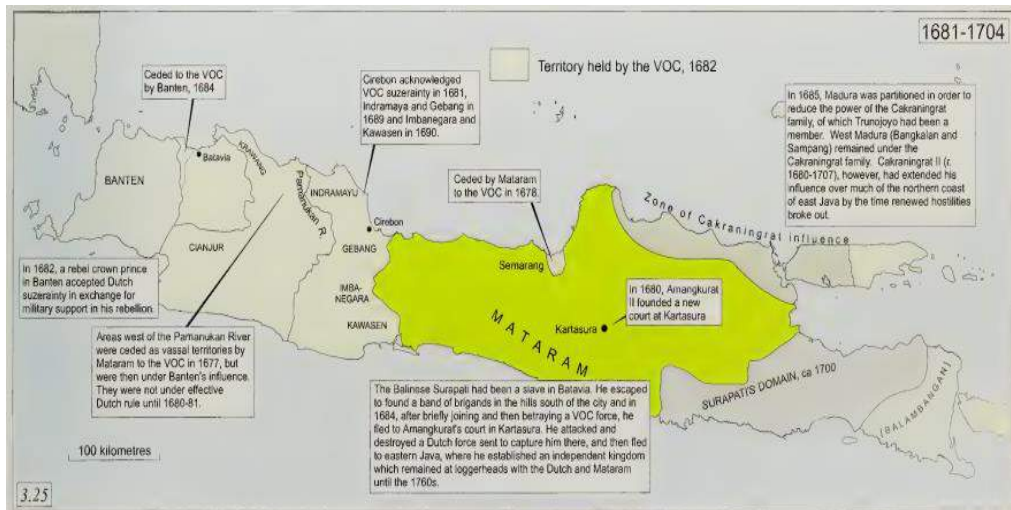 1681-1704
Territory held by the VOC, 1682
Ceded to the VOC
by Banten, 1684
Cirebon acknowledged
VOC suzerainty in 1681,
Indramaya and Gebang in
1689 and Imbanegara and
Kawasen in 1690.
In 1685, Madura was partitioned in order to
reduce the power of the Cakraningrat
family, of which Trunojoyo had been a
member. West Madura (Bangkalan and
Sampang) remained under the
Cakraningrat family. Cakraningrat II (r.
1680-1707), however, had extended his
influence over much of the northern coast
of east Java by the time renewed hostilities
broke out.
Batavia
KRAWANG
BANTEN
Pamanukan R.
INDRAMAYU
Ceded by Mataram
to the VOC in 1678.
Cirebon
Zone of Cakraningrat influence
CIANJUR
GEBANG
Semarang
In 1682, a rebel crown prince
in Banten accepted Dutch
suzerainty in exchange for
military support in his rebellion.
IMBA-
NEGARA
In 1680, Amangkurat
II founded a new
court at Kartasura
KAWASEN
Kartasura
MATARAM
Areas west of the Pamanukan River
were ceded as vassal territories by
Mataram to the VOC in 1677, but
were then under Banten's influence.
They were not under effective
Dutch rule until 1680-81.
SURAPATI'S DOMAIN, ca 1700
(BALAMBANGAN)
The Balinese Surapati had been a slave in Batavia. He escaped
to found a band of brigands in the hills south of the city and in
1684, after briefly joining and then betraying a VOC force, he
fled to Amangkurat's court in Kartasura. He attacked and
destroyed a Dutch force sent to capture him there, and then fled
to eastern Java, where he established an independent kingdom
which remained at loggerheads with the Dutch and Mataram
until the 1760s.
100 kilometres
3.25